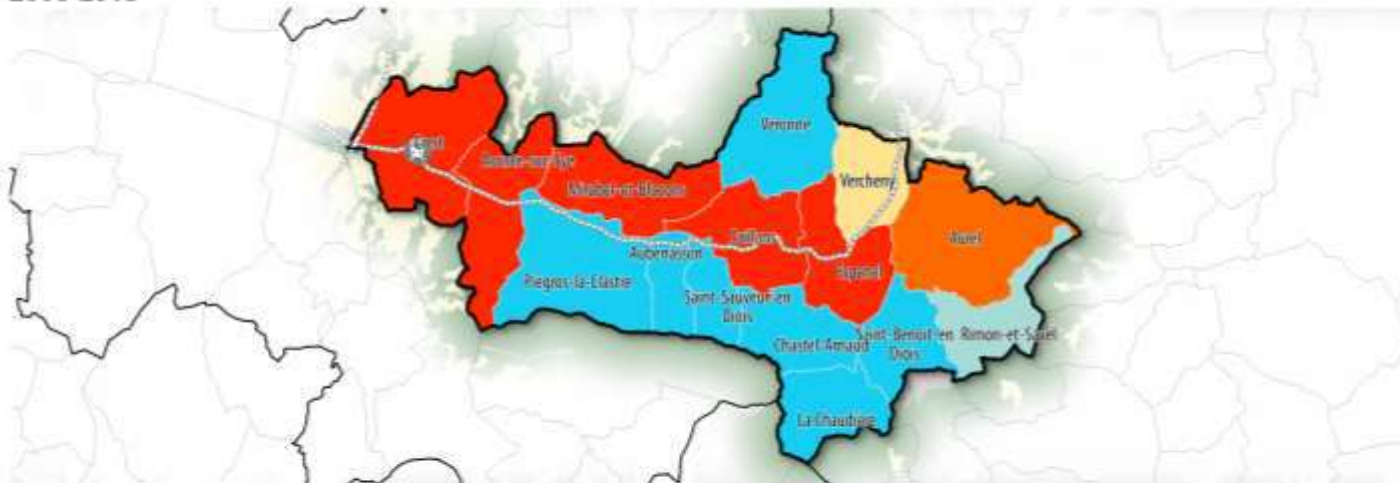 Veronne
Crest
Aouste-sur-Sye
Vercheny
Mirabel-et-Blacons
Saillans
Aurel
Aubenasson
Espenel
Piegros-la-Clastre
Saint-Sauveur-en
Diois
Chastel-Arnaud
Saint-Benoit-en
Diois
Rimon-et-Savel
La Chaudière